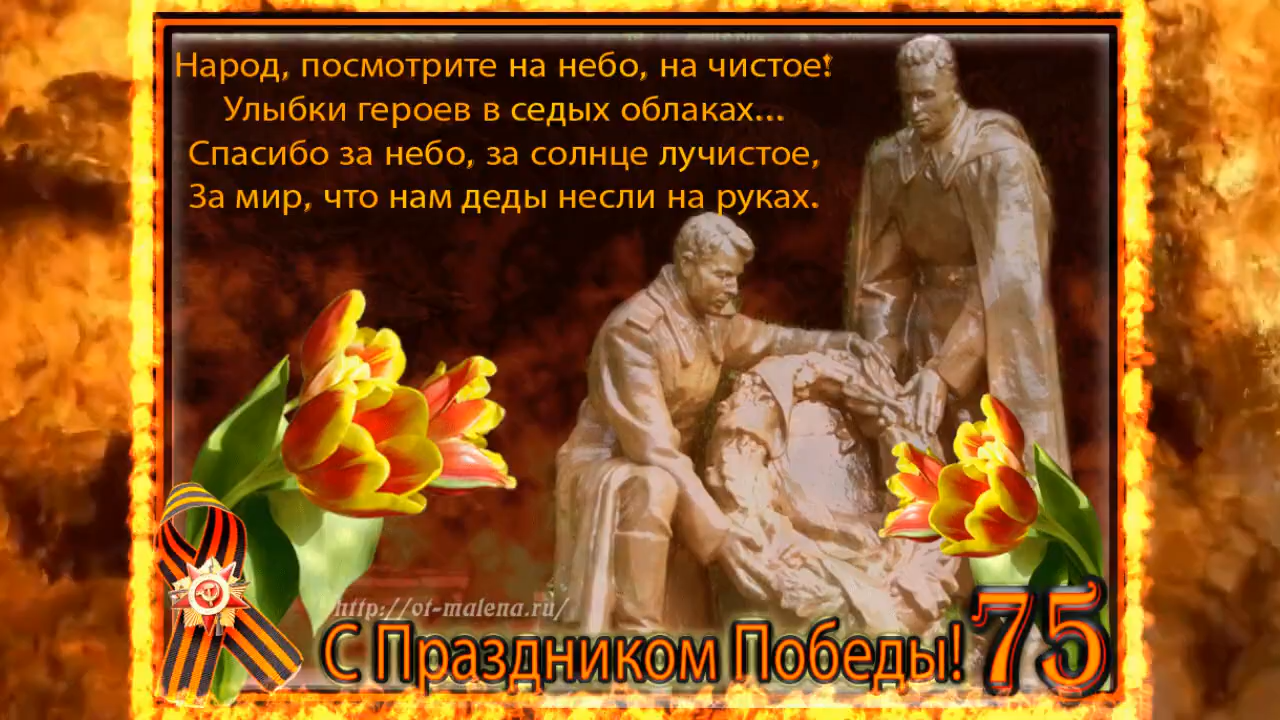 Народ, посмотрите на небо, на чистое!
Улыбки героев в седых облаках...
Спасибо за небо, за солнце лучистое,
За мир, что нам деды несли на руках.
http://of-malena.ru/
С Праздником Победы! 75